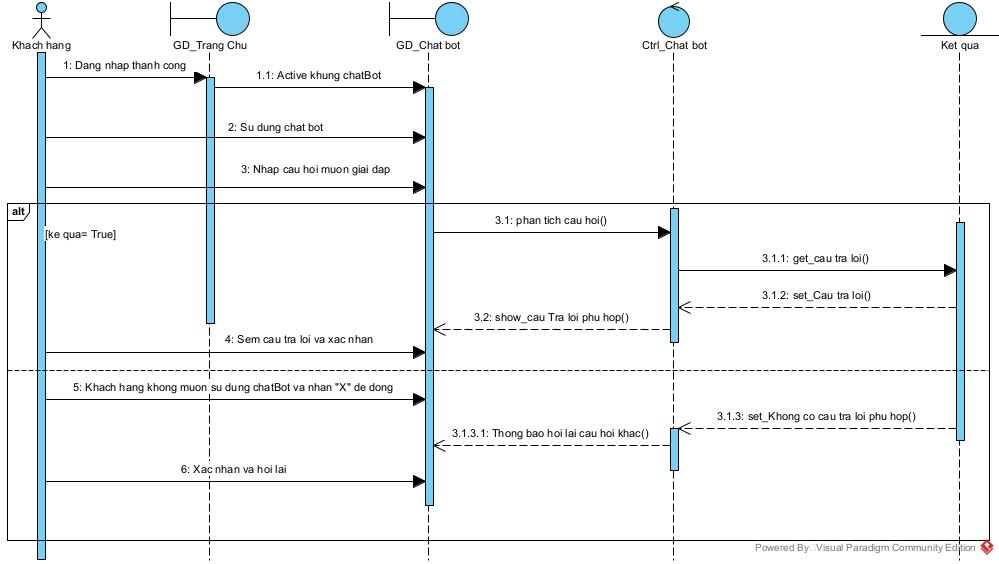 Khach hang
GD_Trang Chu
GD_Chat bot
Ctrl_Chat bot
Ket qua
1: Dang nhap thanh cong
1.1: Active khung chatBot
2: Su dung chat bot
3: Nhap cau hoi muon giai dap
alt
[ke qua= True]
3.1: phan tich cau hoi()
3.1.1: get_cau tra loi()
3.1.2: set_Cau tra loi()
3.2: show_cau Tra loi phu hop()
4: Sem cau tra loi va xac nhan
5: Khach hang khong muon su dung chatBot va nhan "X" de dong
3.1.3: set_Khong co cau tra loi phu hop()
3.1.3.1: Thong bao hoi lai cau hoi khac()
6: Xac nhan va hoi lai
Powered By Visual Paradigm Community Edition